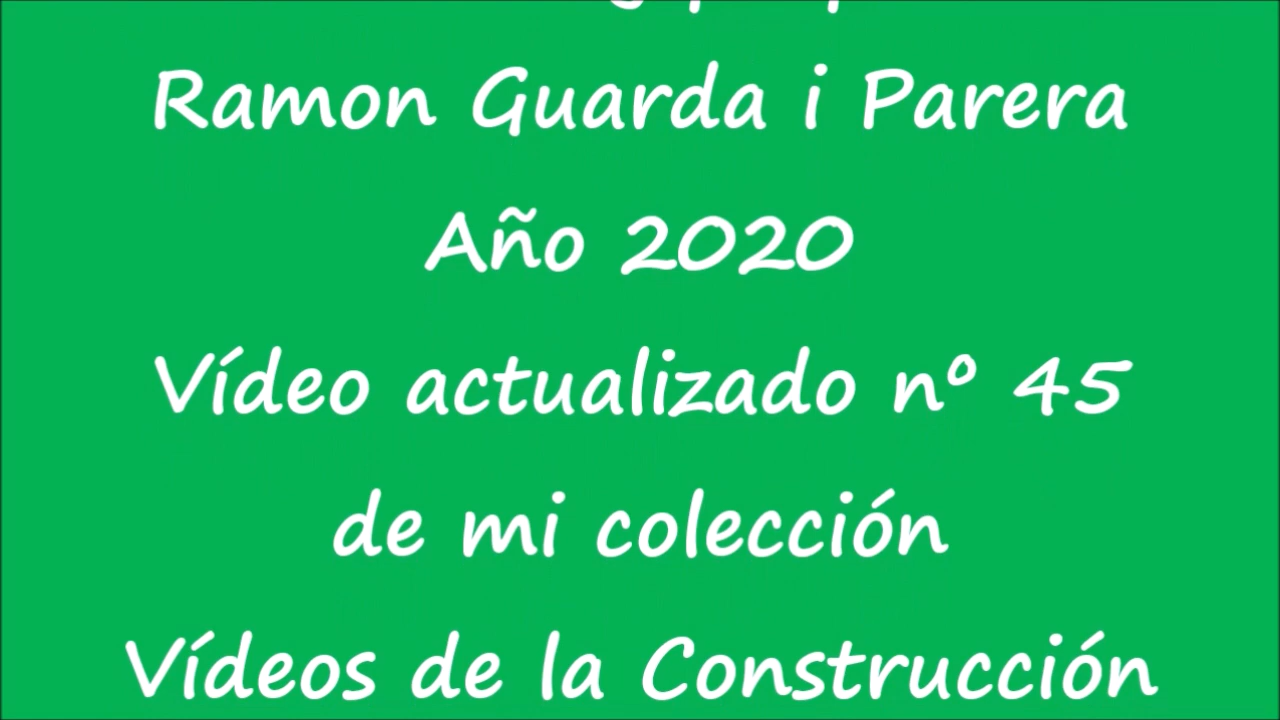 Ramon Guarda i Parera
Año 2020
Vídeo actualizado nº 45
de mi colección
Vídeos de la Construcción